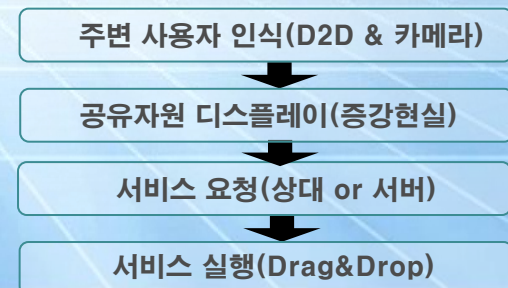 주변 사용자 인식(D2D & 카메라)
공유자원 디스플레이(증강현실)
서비스 요청(상대 or 서버)
서비스 실행(Drag&Drop)